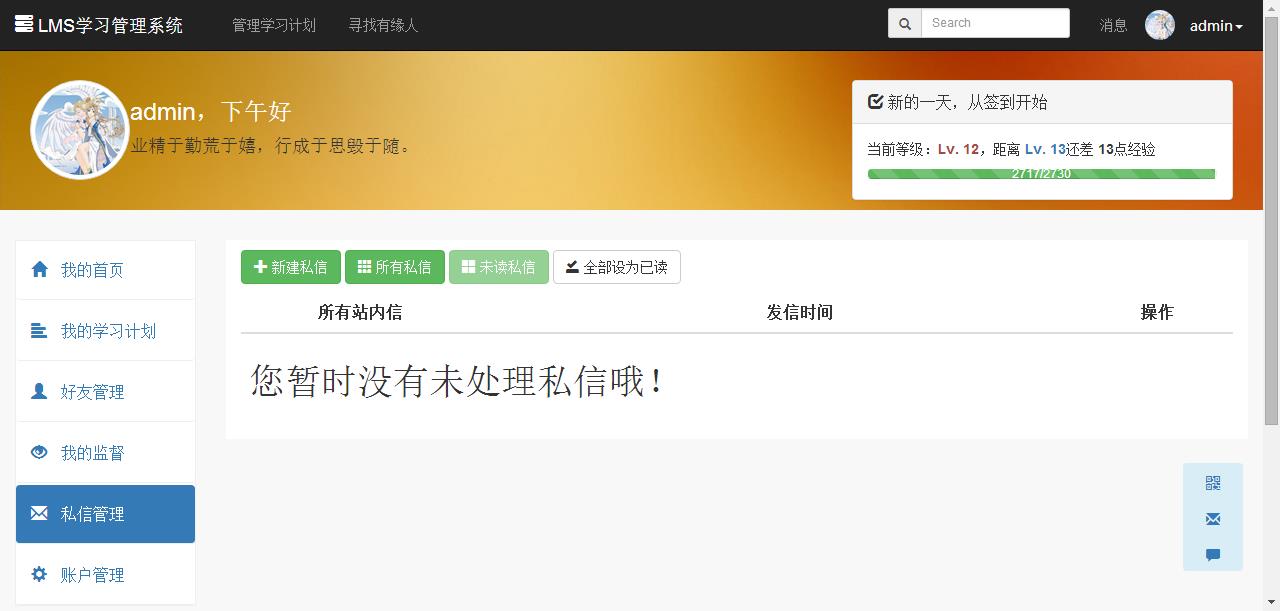 LMS学习管理系统 管理学习计划 寻找有缘人 Search 消息 admin
admin，下午好
业精于勤荒于嬉，行成于思毁于随。
新的一天，从签到开始
当前等级：Lv. 12，距离 Lv. 13还差 13点经验
2717/2730
我的首页
我的学习计划
好友管理
我的监督
私信管理
账户管理
新建私信 所有私信 未读私信 全部设为已读
所有站内信 发信时间 操作
您暂时没有未处理私信哦！